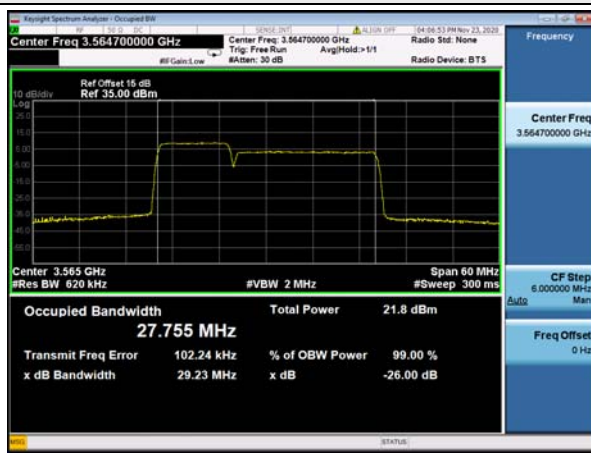 Keysight Spectrum Analyzer - Occupied BW
RF 50 Ω DC SENSE:INT ALIGN OFF 04:06:53 PM Nov 23, 2020
Center Freq 3.564700000 GHz Center Freq: 3.564700000 GHz Radio Std: None
Trig: Free Run Avg|Hold:>1/1
#IFGain:Low #Atten: 30 dB Radio Device: BTS
Ref Offset 15 dB
10 dB/div Ref 35.00 dBm
Log
25.0
15.0
5.00
-5.00
-15.0
-25.0
-35.0
-45.0
-55.0
Center 3.565 GHz Span 60 MHz
#Res BW 620 kHz #VBW 2 MHz #Sweep 300 ms
Occupied Bandwidth Total Power 21.8 dBm
27.755 MHz
Transmit Freq Error 102.24 kHz % of OBW Power 99.00 %
x dB Bandwidth 29.23 MHz x dB -26.00 dB
MSG STATUS
Frequency
Center Freq
3.564700000 GHz
CF Step
6.000000 MHz
Auto Man
Freq Offset
0 Hz